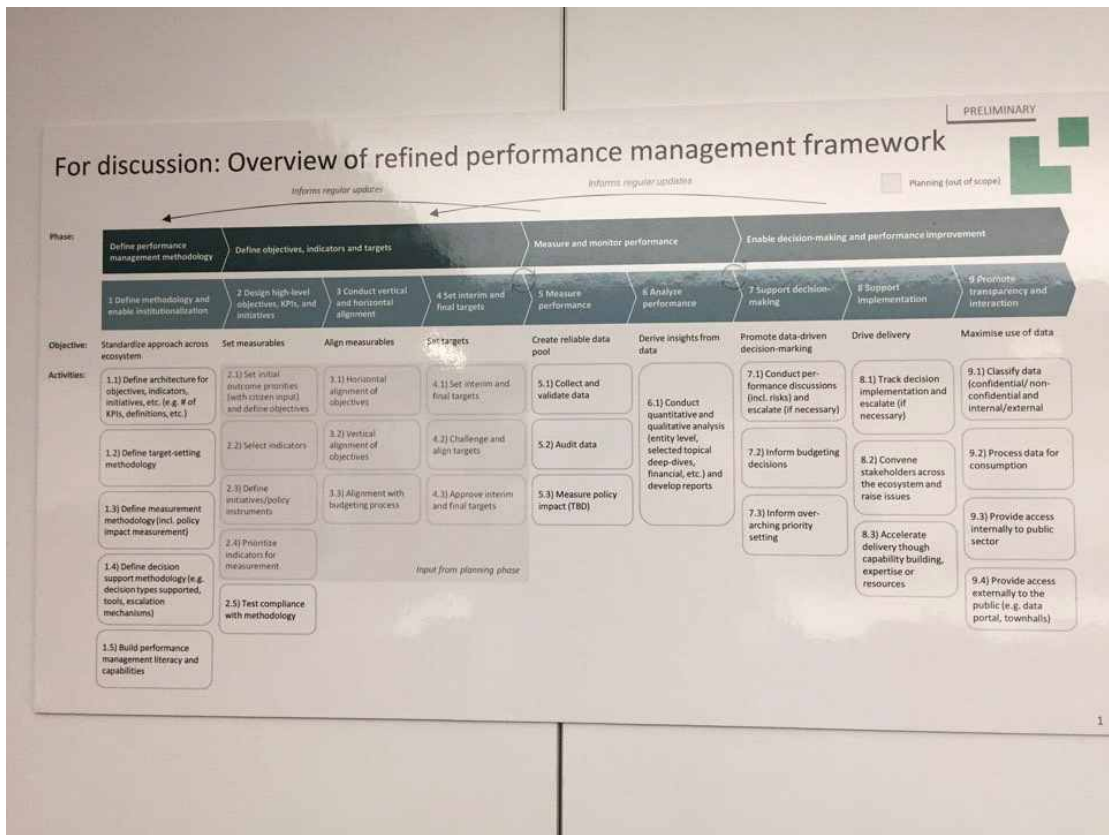 PRELIMINARY
For discussion: Overview of refined performance management framework
Informs regular updates
Informs regular updates
Planning (out of scope)
Phase:
Define performance
management methodology
Define objectives, indicators and targets
Measure and monitor performance
Enable decision-making and performance improvement
1 Define methodology and
enable institutionalization
2 Design high-level
objectives, KPIs, and
initiatives
3 Conduct vertical
and horizontal
alignment
4 Set interim and
final targets
5 Measure
performance
6 Analyze
performance
7 Support decision-
making
8 Support
implementation
9 Promote
transparency and
interaction
Objective:
Standardize approach across
ecosystem
Set measurables
Align measurables
Set targets
Create reliable data
pool
Derive insights from
data
Promote data-driven
decision-marking
Drive delivery
Maximise use of data
Activities:
1.1) Define architecture for
objectives, indicators,
initiatives, etc. (e.g. # of
KPIs, definitions, etc.)
1.2) Define target-setting
methodology
1.3) Define measurement
methodology (incl. policy
impact measurement)
1.4) Define decision
support methodology (e.g.
decision types supported,
tools, escalation
mechanisms)
1.5) Build performance
management literacy and
capabilities
2.1) Set initial
outcome priorities
(with citizen input)
and define objectives
2.2) Select indicators
2.3) Define
initiatives/policy
instruments
2.4) Prioritize
indicators for
measurement
2.5) Test compliance
with methodology
3.1) Horizontal
alignment of
objectives
3.2) Vertical
alignment of
objectives
3.3) Alignment with
budgeting process
4.1) Set interim and
final targets
4.2) Challenge and
align targets
4.3) Approve interim
and final targets
Input from planning phase
5.1) Collect and
validate data
5.2) Audit data
5.3) Measure policy
impact (TBD)
6.1) Conduct
quantitative and
qualitative analysis
(entity level,
selected topical
deep-dives,
financial, etc.) and
develop reports
7.1) Conduct per-
formance discussions
(incl. risks) and
escalate (if necessary)
7.2) Inform budgeting
decisions
7.3) Inform over-
arching priority
setting
8.1) Track decision
implementation and
escalate (if
necessary)
8.2) Convene
stakeholders across
the ecosystem and
raise issues
8.3) Accelerate
delivery though
capability building,
expertise or
resources
9.1) Classify data
(confidential/ non-
confidential and
internal/external)
9.2) Process data for
consumption
9.3) Provide access
internally to public
sector
9.4) Provide access
externally to the
public (e.g. data
portal, townhalls)
1